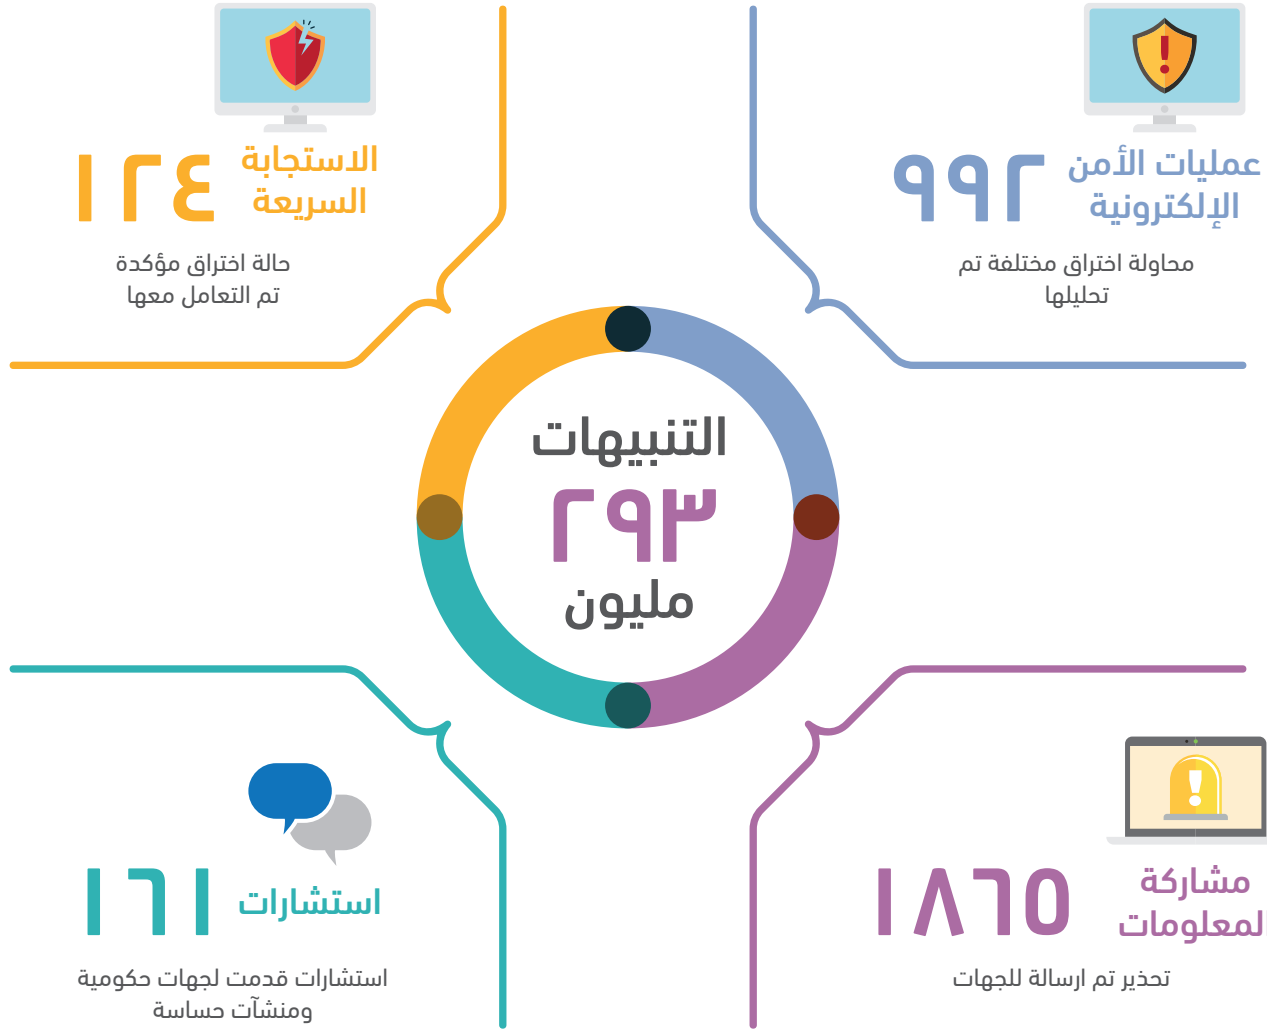 عمليات الأمن
الإلكترونية
٩٩٢
محاولة اختراق مختلفة تم
تحليلها
الاستجابة
السريعة
١٢٤
حالة اختراق مؤكدة
تم التعامل معها
التنبيهات
٢٩٣
مليون
مشاركة
المعلومات
١٨٦٥
تحذير تم ارسالة للجهات
استشارات
١٦١
استشارات قدمت لجهات حكومية
ومنشآت حساسة